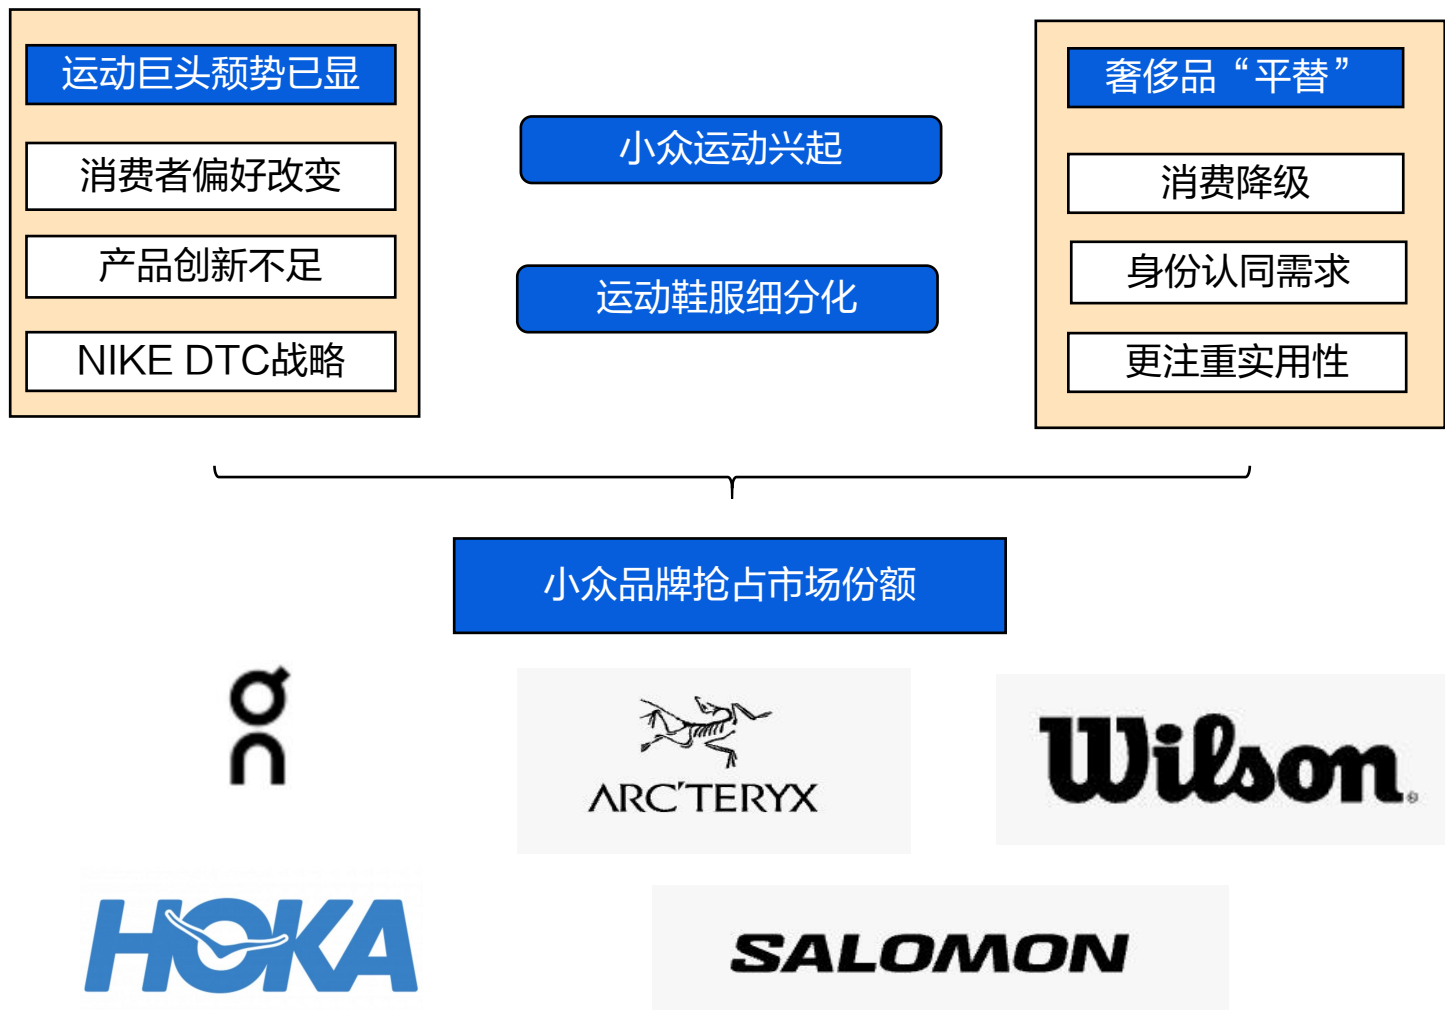 运动巨头颓势已显
消费者偏好改变
产品创新不足
NIKE DTC战略
小众运动兴起
运动鞋服细分化
奢侈品“平替”
消费降级
身份认同需求
更注重实用性
小众品牌抢占市场份额
on
ARC'TERYX
Wilson®
HOKA
SALOMON